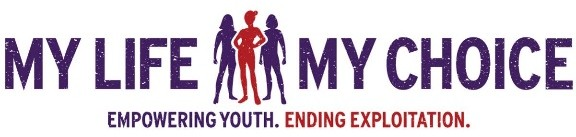 MY LIFE MY CHOICE
EMPOWERING YOUTH. ENDING EXPLOITATION.